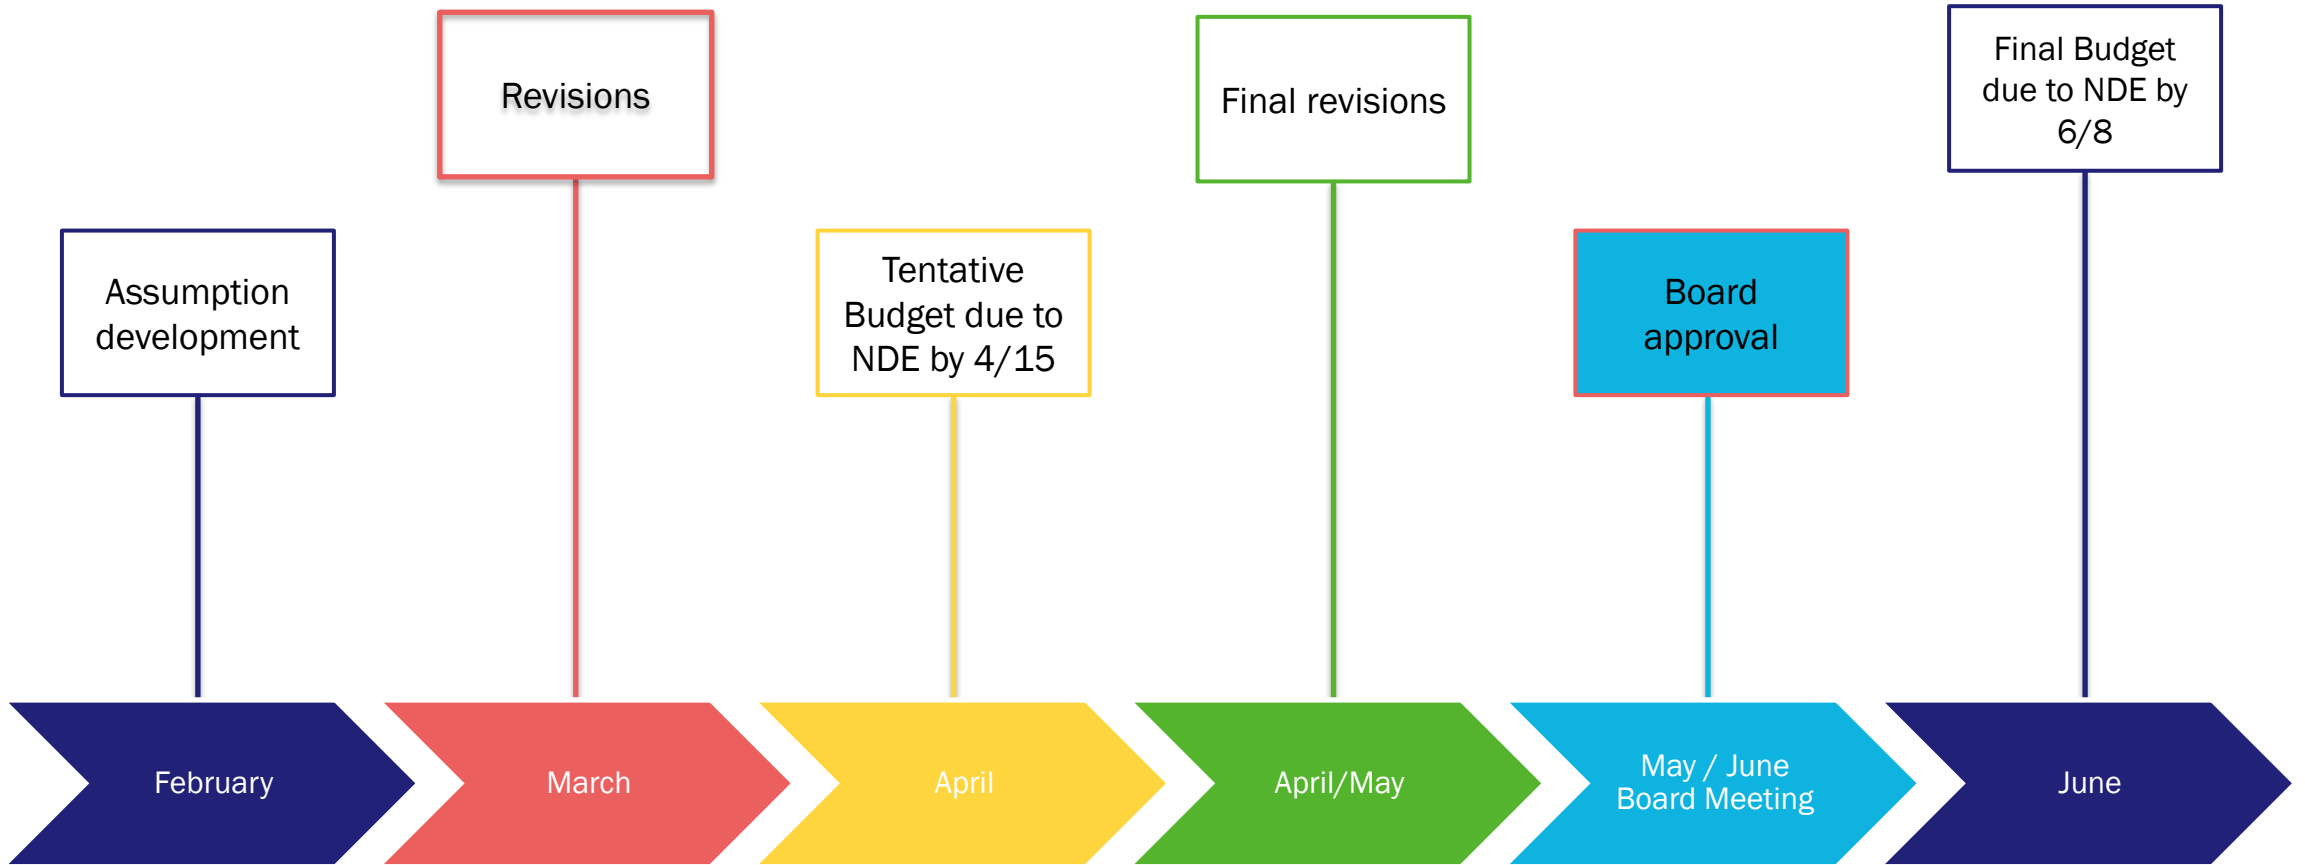 Assumption
development
Revisions
Tentative
Budget due to
NDE by 4/15
Final revisions
Board
approval
Final Budget
due to NDE by
6/8
February
March
April
April/May
May / June
Board Meeting
June